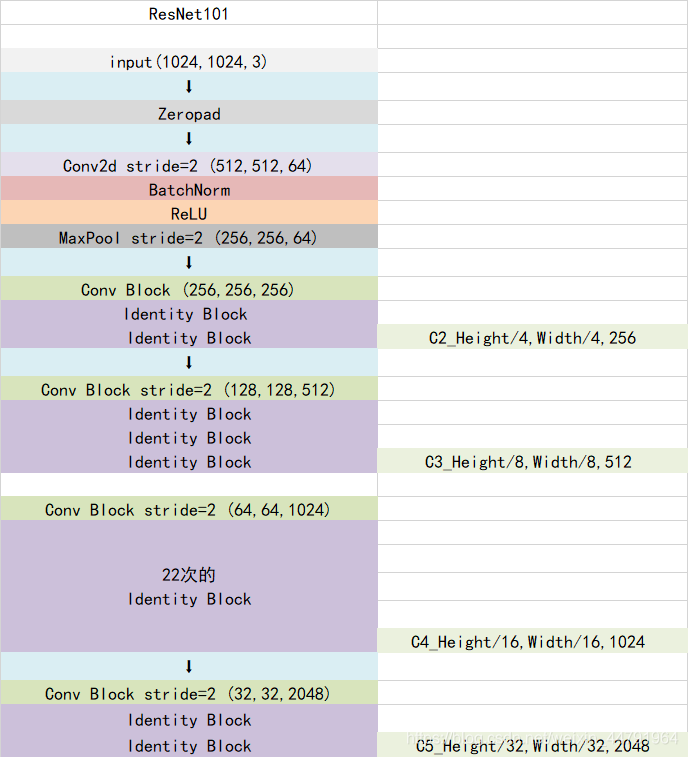 ResNet101
input(1024,1024,3)
⬇
Zeropad
⬇
Conv2d stride=2 (512,512,64)
BatchNorm
ReLU
MaxPool stride=2 (256,256,64)
⬇
Conv Block (256,256,256)
Identity Block
Identity Block C2_Height/4,Width/4,256
⬇
Conv Block stride=2 (128,128,512)
Identity Block
Identity Block
Identity Block C3_Height/8,Width/8,512
Conv Block stride=2 (64,64,1024)
22次的
Identity Block
C4_Height/16,Width/16,1024
⬇
Conv Block stride=2 (32,32,2048)
Identity Block
Identity Block C5_Height/32,Width/32,2048